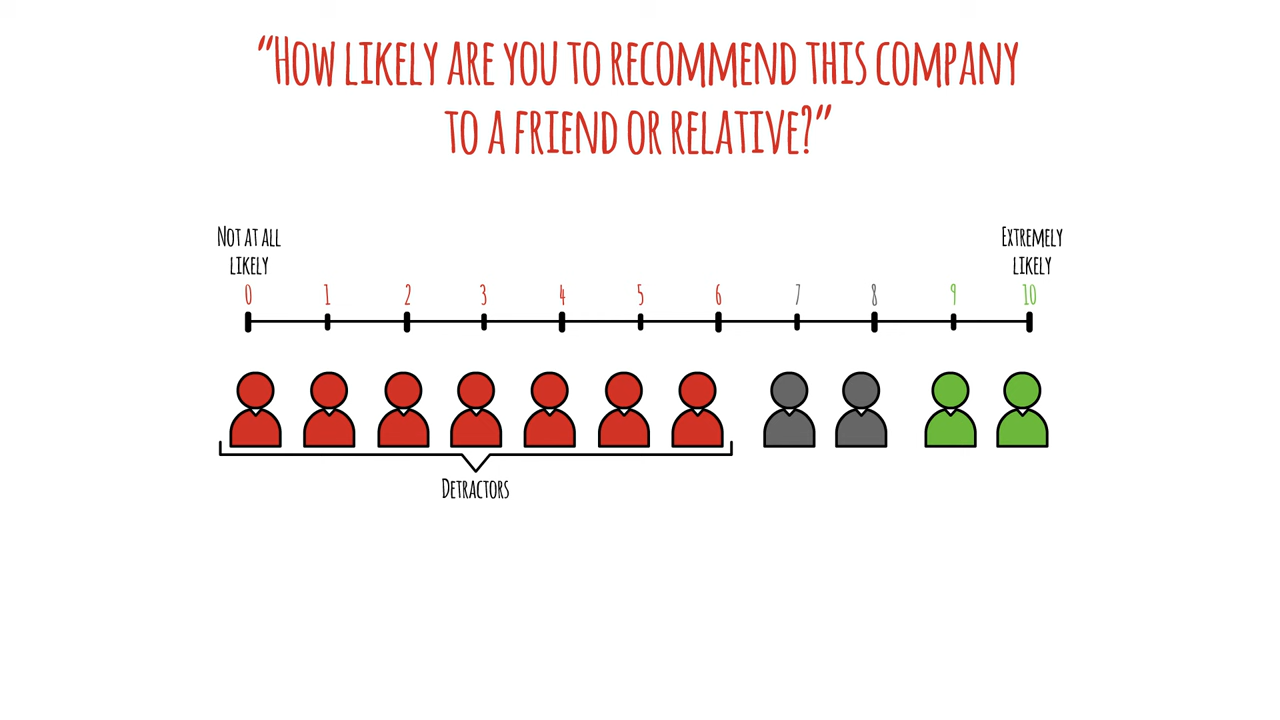 “How likely are you to recommend this company
to a friend or relative?”
Not at all
likely
Extremely
likely
0 1 2 3 4 5 6 7 8 9 10
Detractors